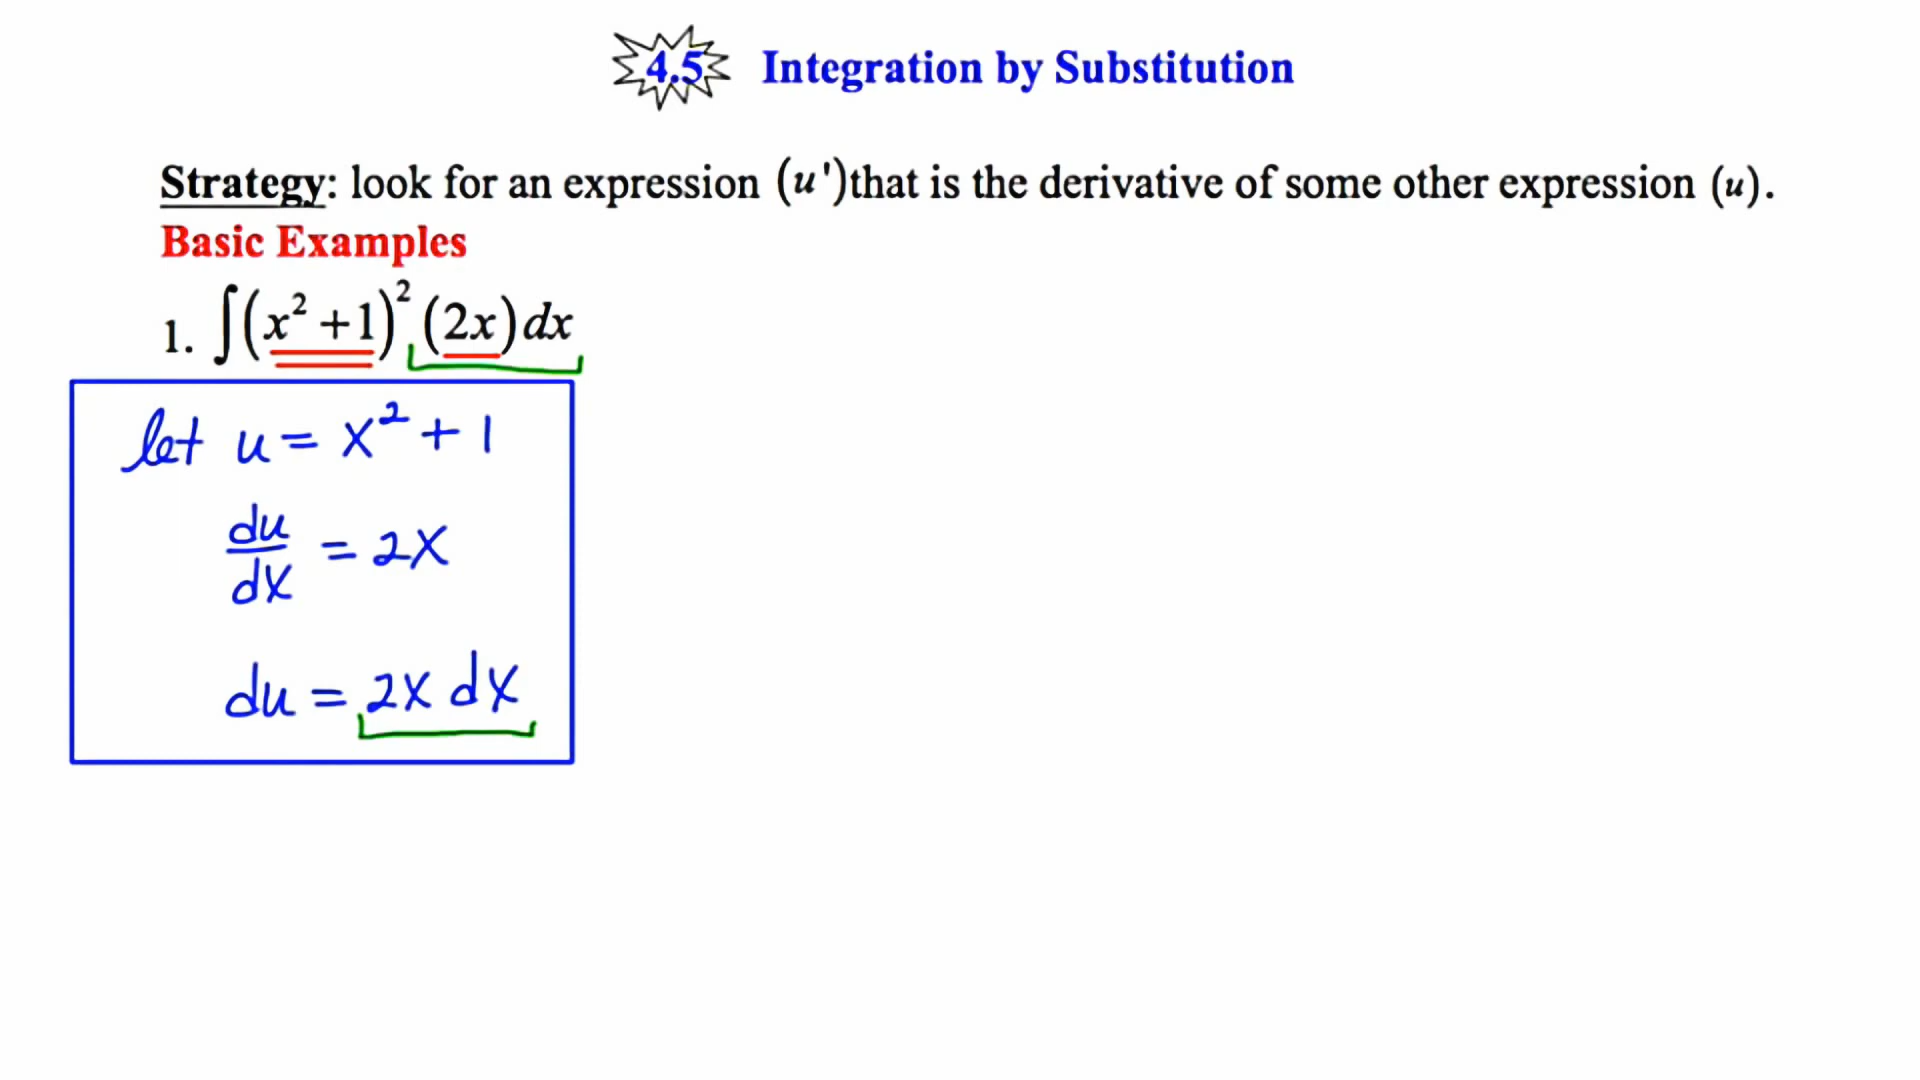 4.5 Integration by Substitution
Strategy: look for an expression (u')that is the derivative of some other expression (u).
Basic Examples
1. ∫(x² +1)² (2x)dx
let u = x² + 1
du/dx = 2x
du = 2x dx